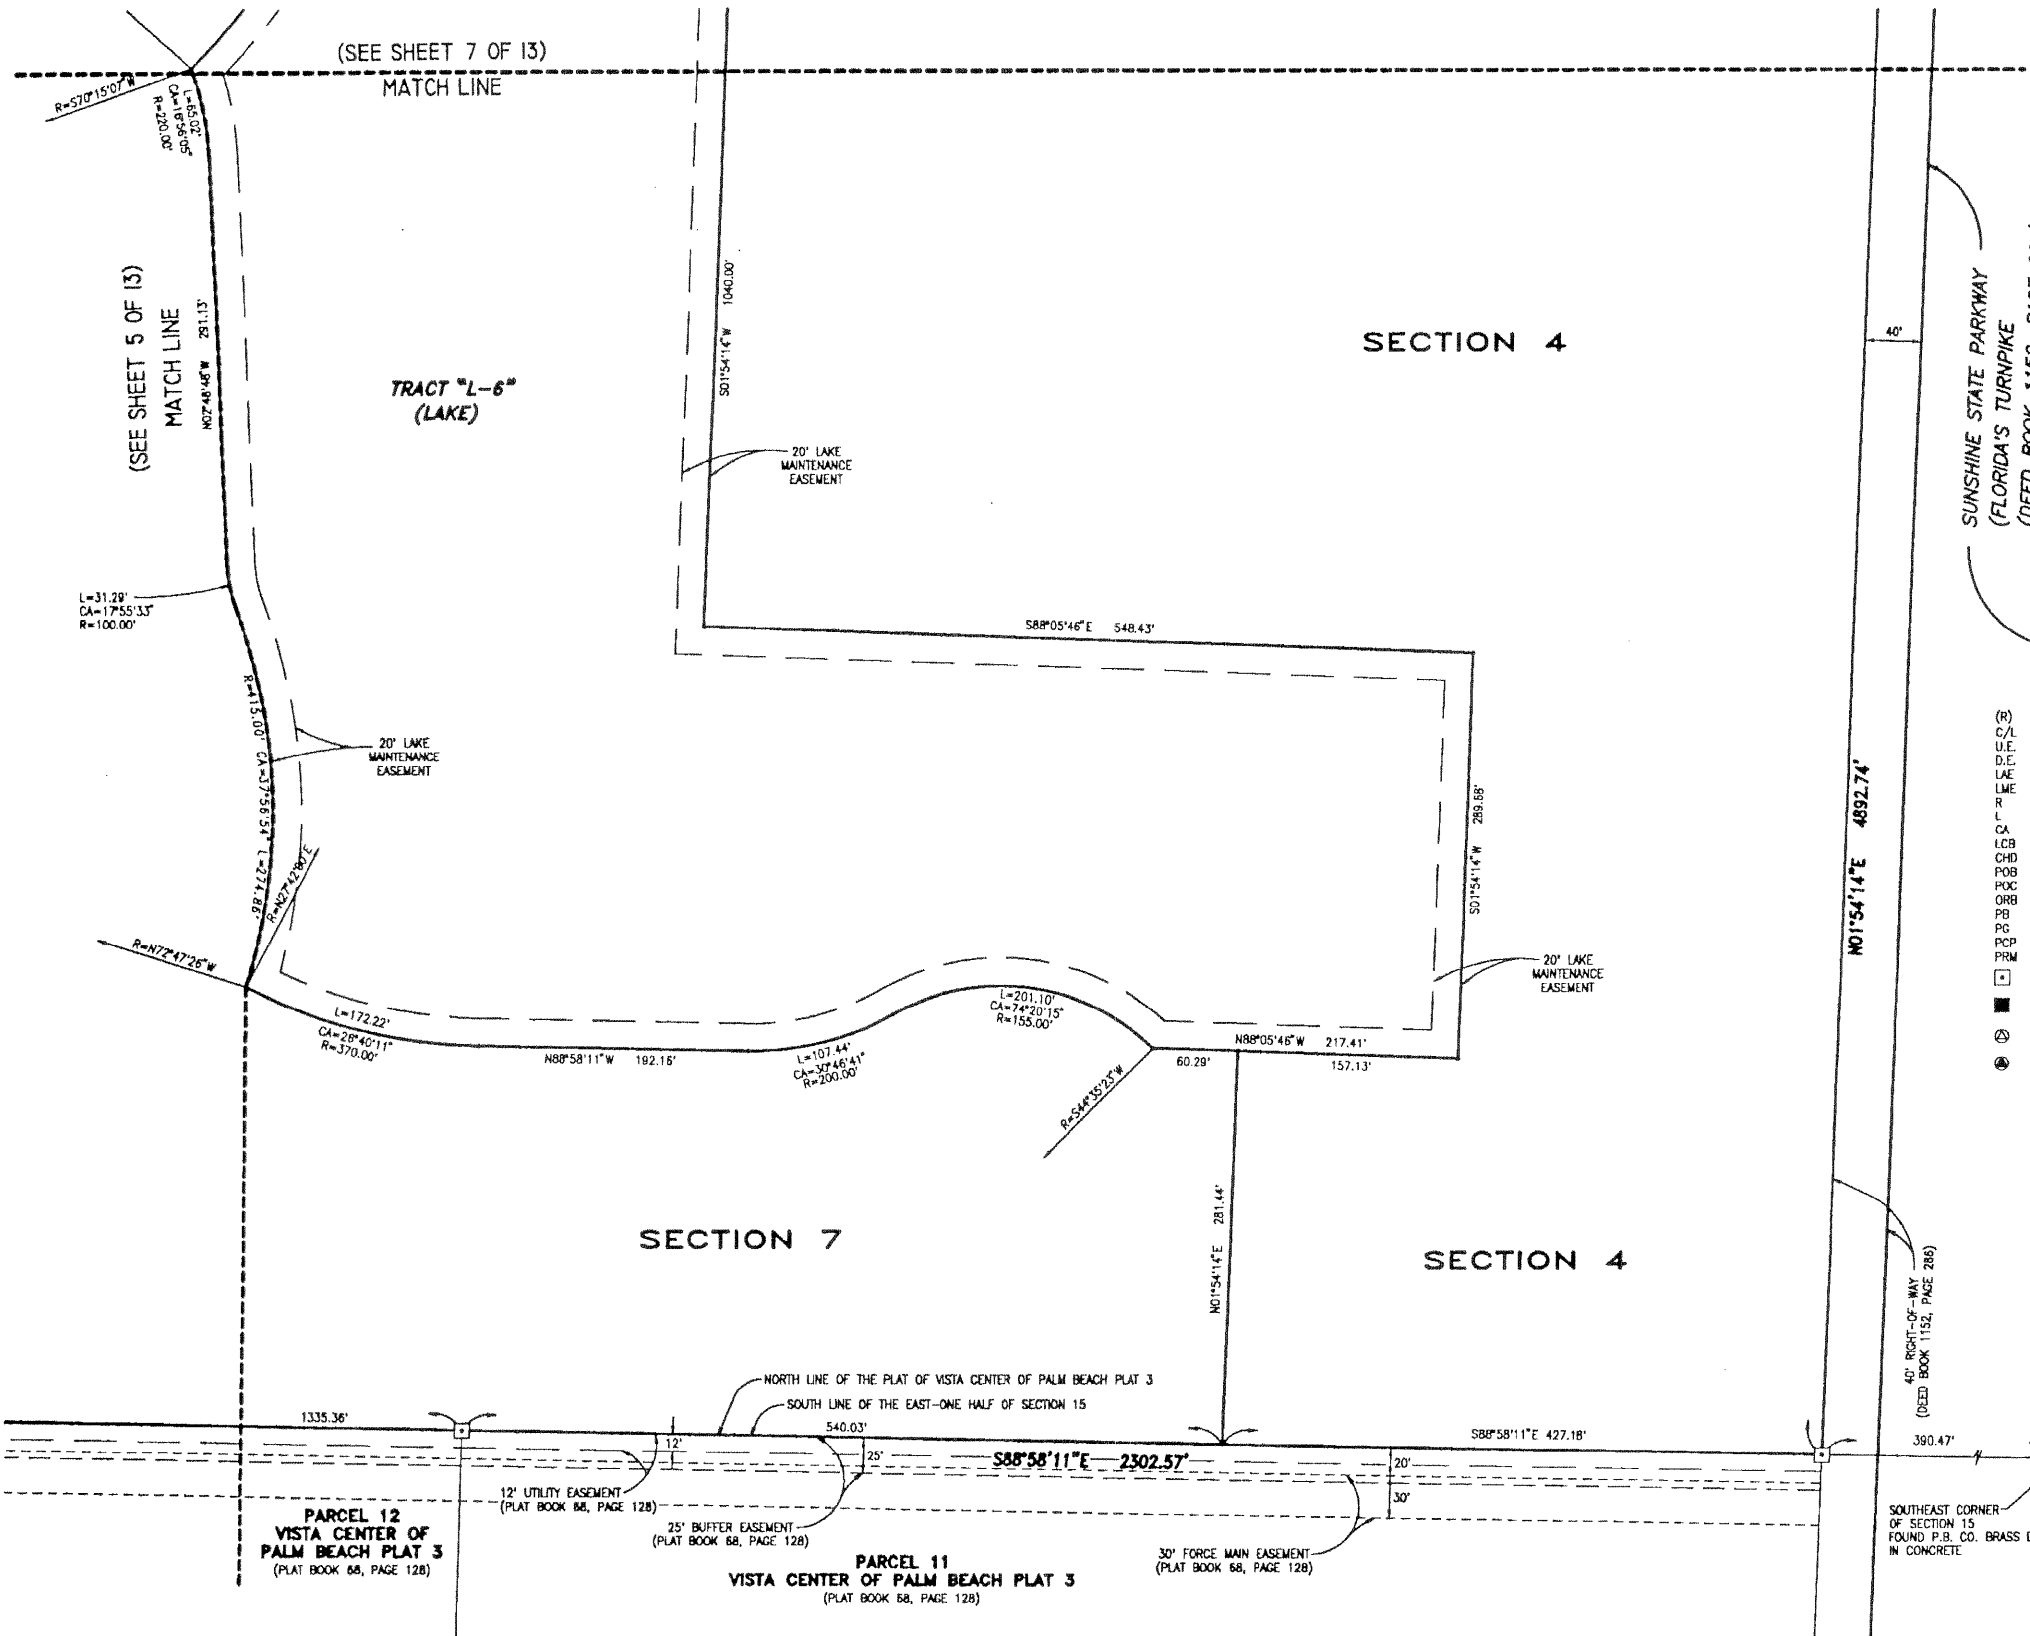 (SEE SHEET 7 OF 13)
MATCH LINE
R=S70°15'07"W
L=65.02'
CA=16°56'05"
R=220.00'
(SEE SHEET 5 OF 13)
MATCH LINE
N02°48'48"W 291.13'
TRACT "L-6"
(LAKE)
S01°54'14"W 1040.00'
20' LAKE
MAINTENANCE
EASEMENT
SECTION 4
40'
SUNSHINE STATE PARKWAY
(FLORIDA'S TURNPIKE
L=31.29'
CA=17°55'33"
R=100.00'
S88°05'46"E 548.43'
R=415.00' CA=37°56'54" L=274.86'
20' LAKE
MAINTENANCE
EASEMENT
R=N27°42'00"E
R=N72°47'26"W
S01°54'14"W 289.68'
N01°54'14"E 4892.74'
(R)
C/L
U.E.
D.E.
LAE
LME
R
L
CA
LCB
CHD
POB
POC
ORB
PB
PG
PCP
PRM
20' LAKE
MAINTENANCE
EASEMENT
L=172.22'
CA=26°40'11"
R=370.00'
N88°58'11"W 192.16'
L=107.44'
CA=30°46'41"
R=200.00'
L=201.10'
CA=74°20'15"
R=155.00'
R=S44°35'23"W
N88°05'46"W 217.41'
60.29'
157.13'
SECTION 7
N01°54'14"E 281.44'
SECTION 4
40' RIGHT-OF-WAY
(DEED BOOK 1152, PAGE 286)
NORTH LINE OF THE PLAT OF VISTA CENTER OF PALM BEACH PLAT 3
SOUTH LINE OF THE EAST-ONE HALF OF SECTION 15
1335.36'
540.03'
S88°58'11"E 427.18'
390.47'
12'
25'
S88°58'11"E 2302.57'
20'
30'
12' UTILITY EASEMENT
(PLAT BOOK 68, PAGE 128)
25' BUFFER EASEMENT
(PLAT BOOK 68, PAGE 128)
30' FORCE MAIN EASEMENT
(PLAT BOOK 68, PAGE 128)
PARCEL 12
VISTA CENTER OF
PALM BEACH PLAT 3
(PLAT BOOK 68, PAGE 128)
PARCEL 11
VISTA CENTER OF PALM BEACH PLAT 3
(PLAT BOOK 68, PAGE 128)
SOUTHEAST CORNER
OF SECTION 15
FOUND P.B. CO. BRASS
IN CONCRETE